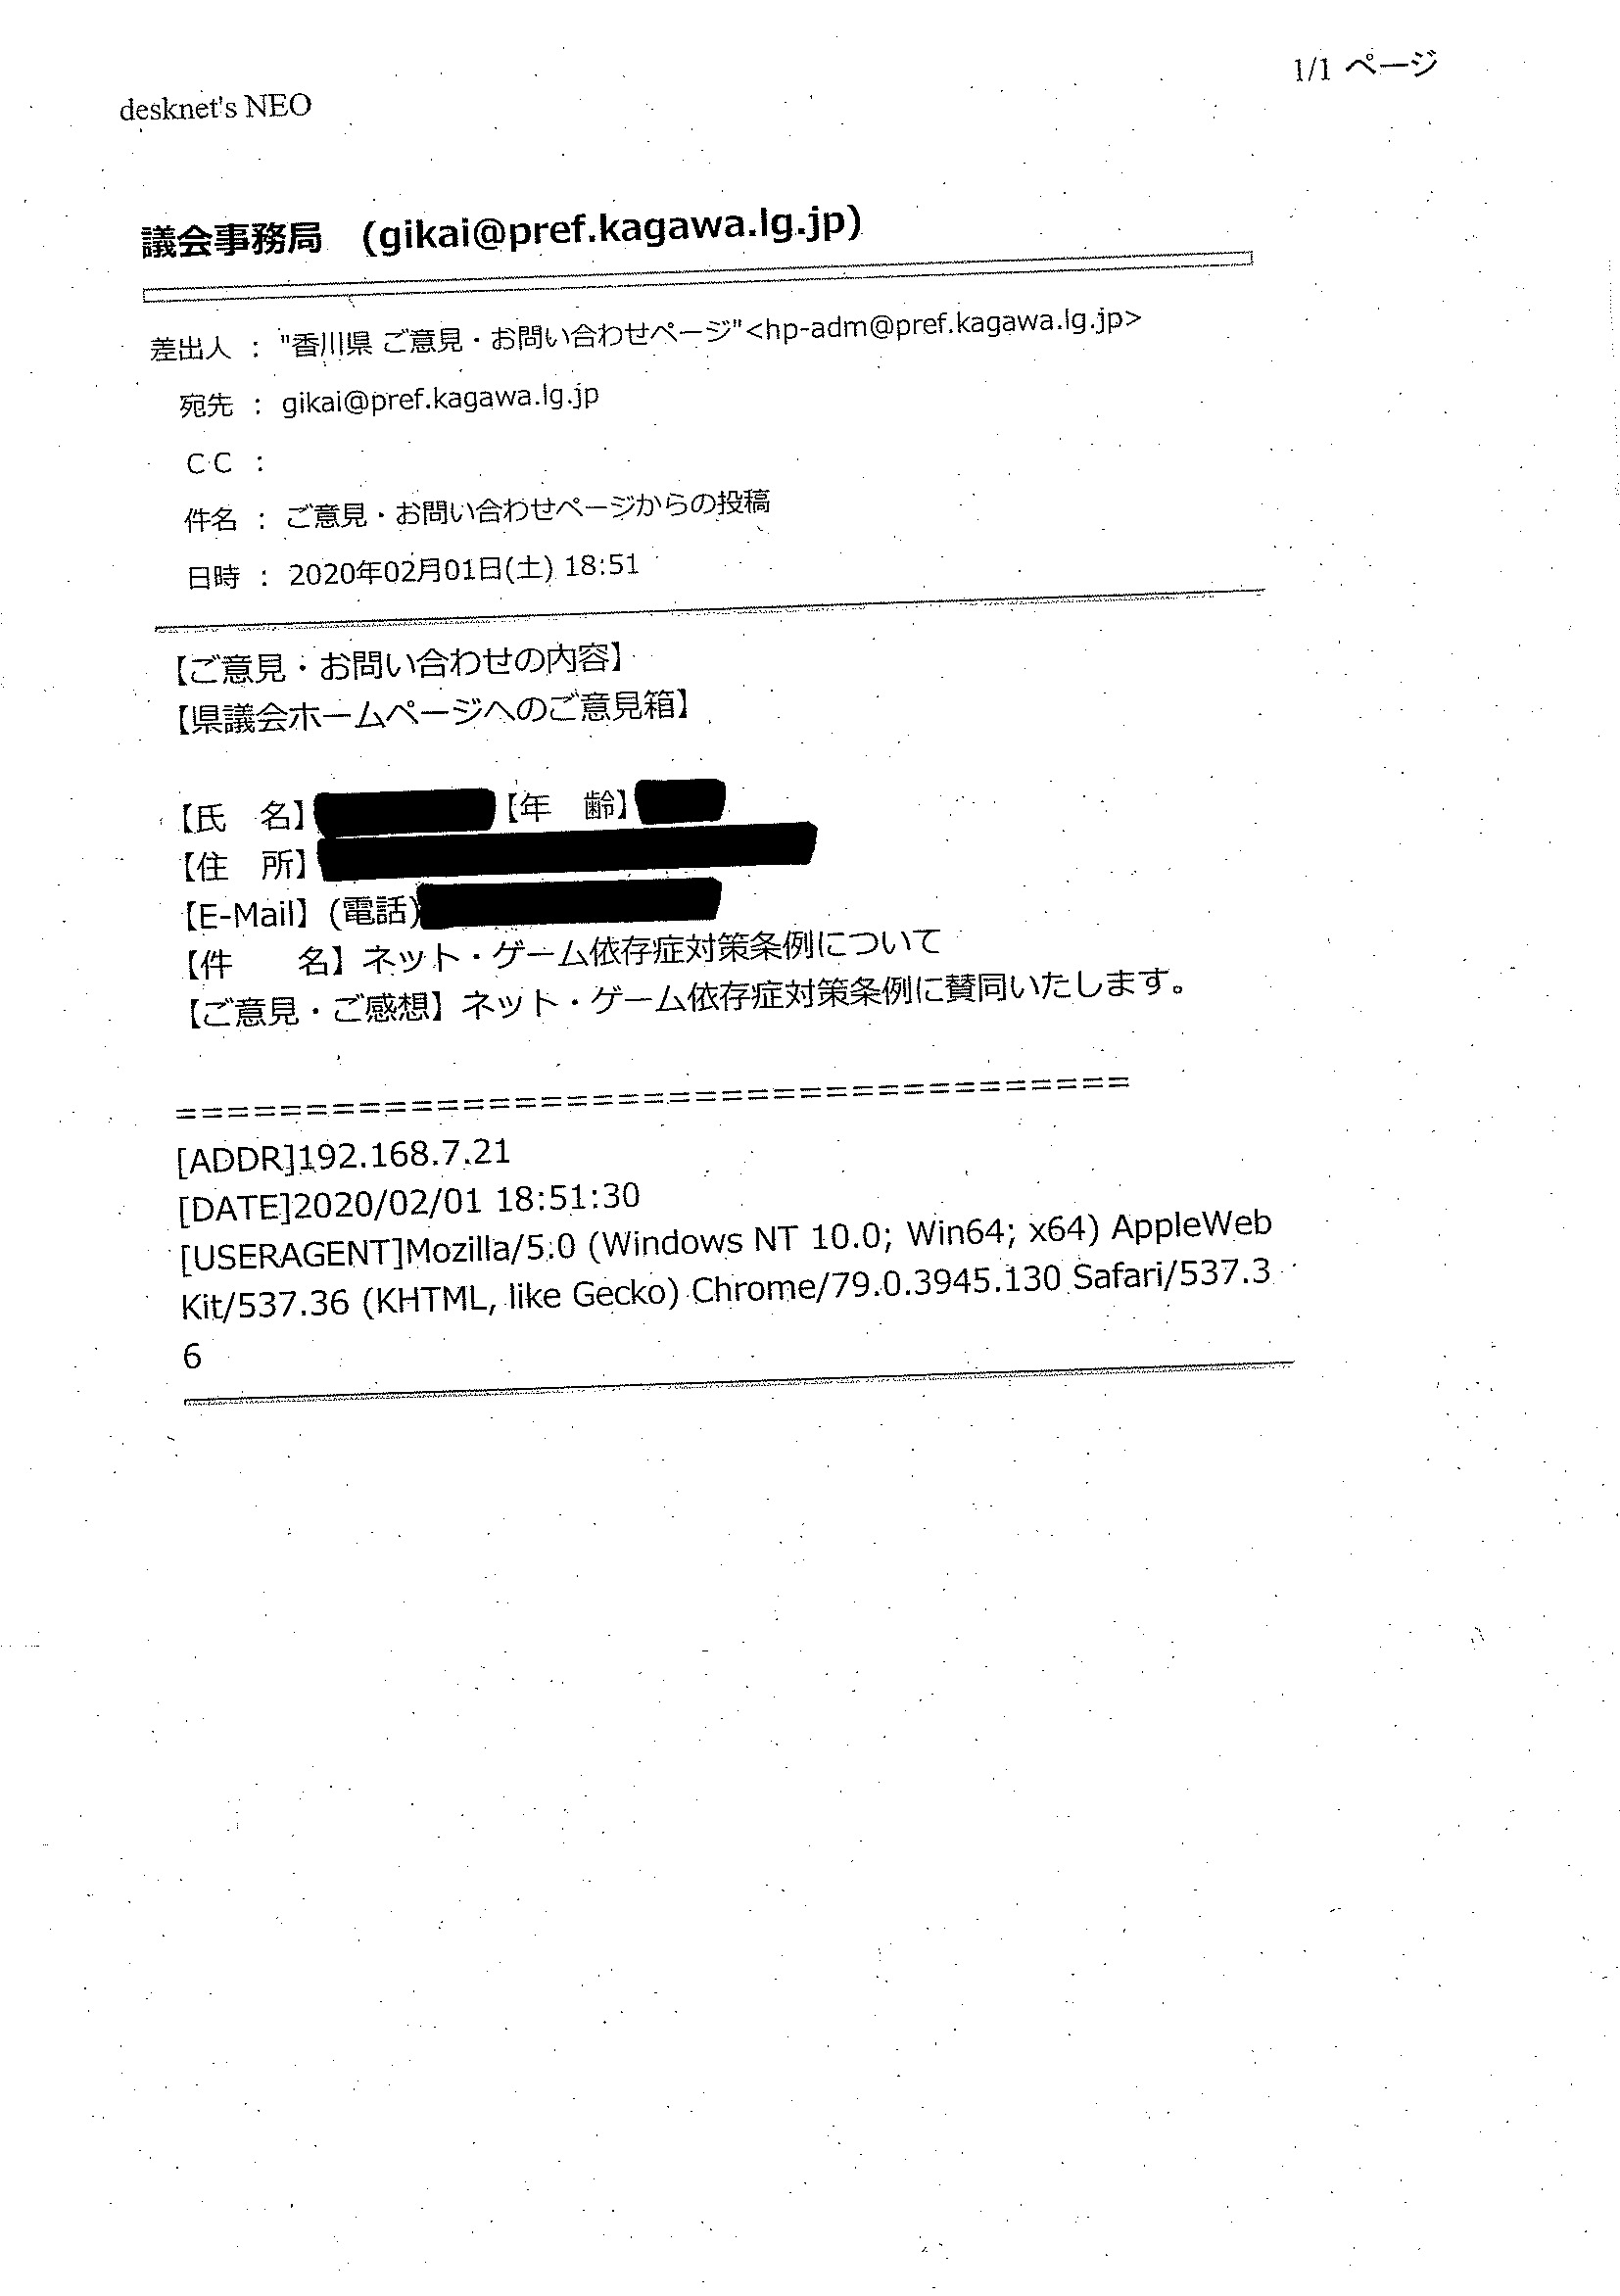 1/1 ページ
desknet's NEO
議会事務局　(gikai@pref.kagawa.lg.jp)
差出人 : "香川県 ご意見・お問い合わせページ"<hp-adm@pref.kagawa.lg.jp>
宛先 : gikai@pref.kagawa.lg.jp
CC :
件名 : ご意見・お問い合わせページからの投稿
日時 : 2020年02月01日(土) 18:51
【ご意見・お問い合わせの内容】
【県議会ホームページへのご意見箱】
【氏　名】【年　齢】
【住　所】
【E-Mail】(電話)
【件　　名】ネット・ゲーム依存症対策条例について
【ご意見・ご感想】ネット・ゲーム依存症対策条例に賛同いたします。
=====================================
[ADDR]192.168.7.21
[DATE]2020/02/01 18:51:30
[USERAGENT]Mozilla/5.0 (Windows NT 10.0; Win64; x64) AppleWeb
Kit/537.36 (KHTML, like Gecko) Chrome/79.0.3945.130 Safari/537.3
6